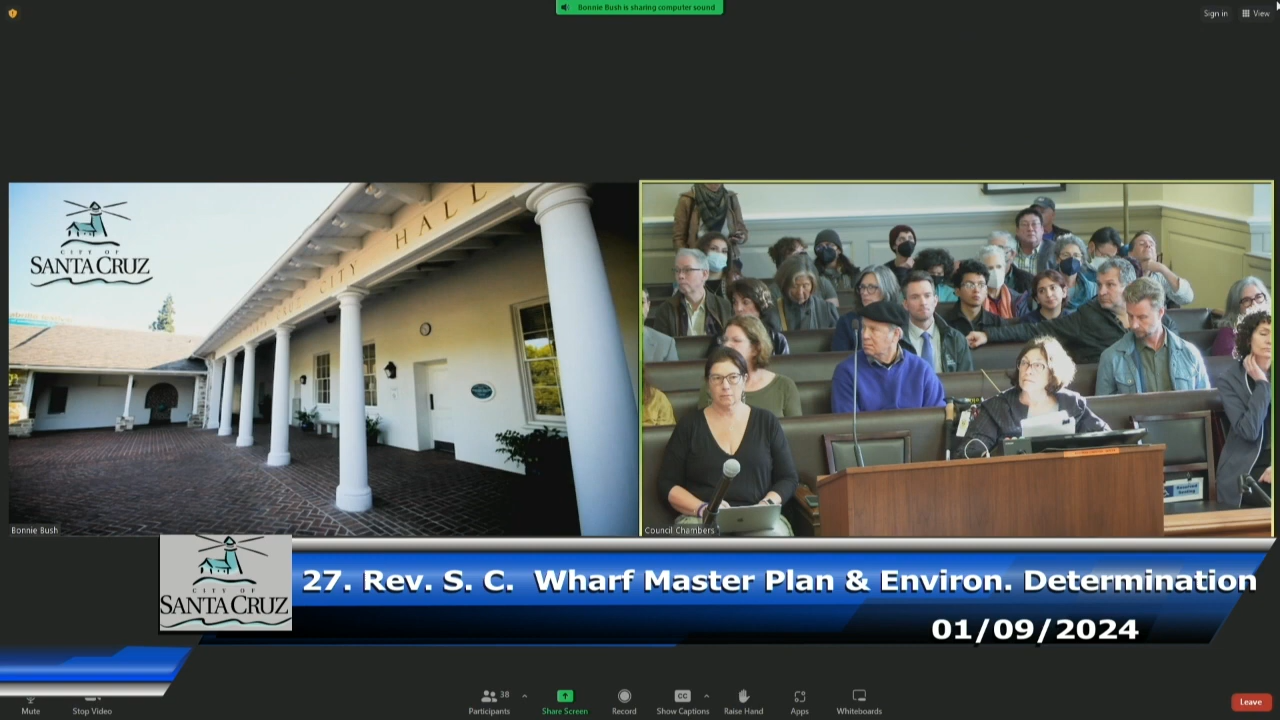 Bonnie Bush is sharing computer sound
Sign in
View
CITY OF
SANTA CRUZ
CITY HALL
Bonnie Bush
Council Chambers
CITY OF
SANTA CRUZ
27. Rev. S. C. Wharf Master Plan & Environ. Determination
01/09/2024
Mute
Stop Video
Participants
38
Share Screen
Record
CC
Show Captions
Raise Hand
Apps
Whiteboards
Leave